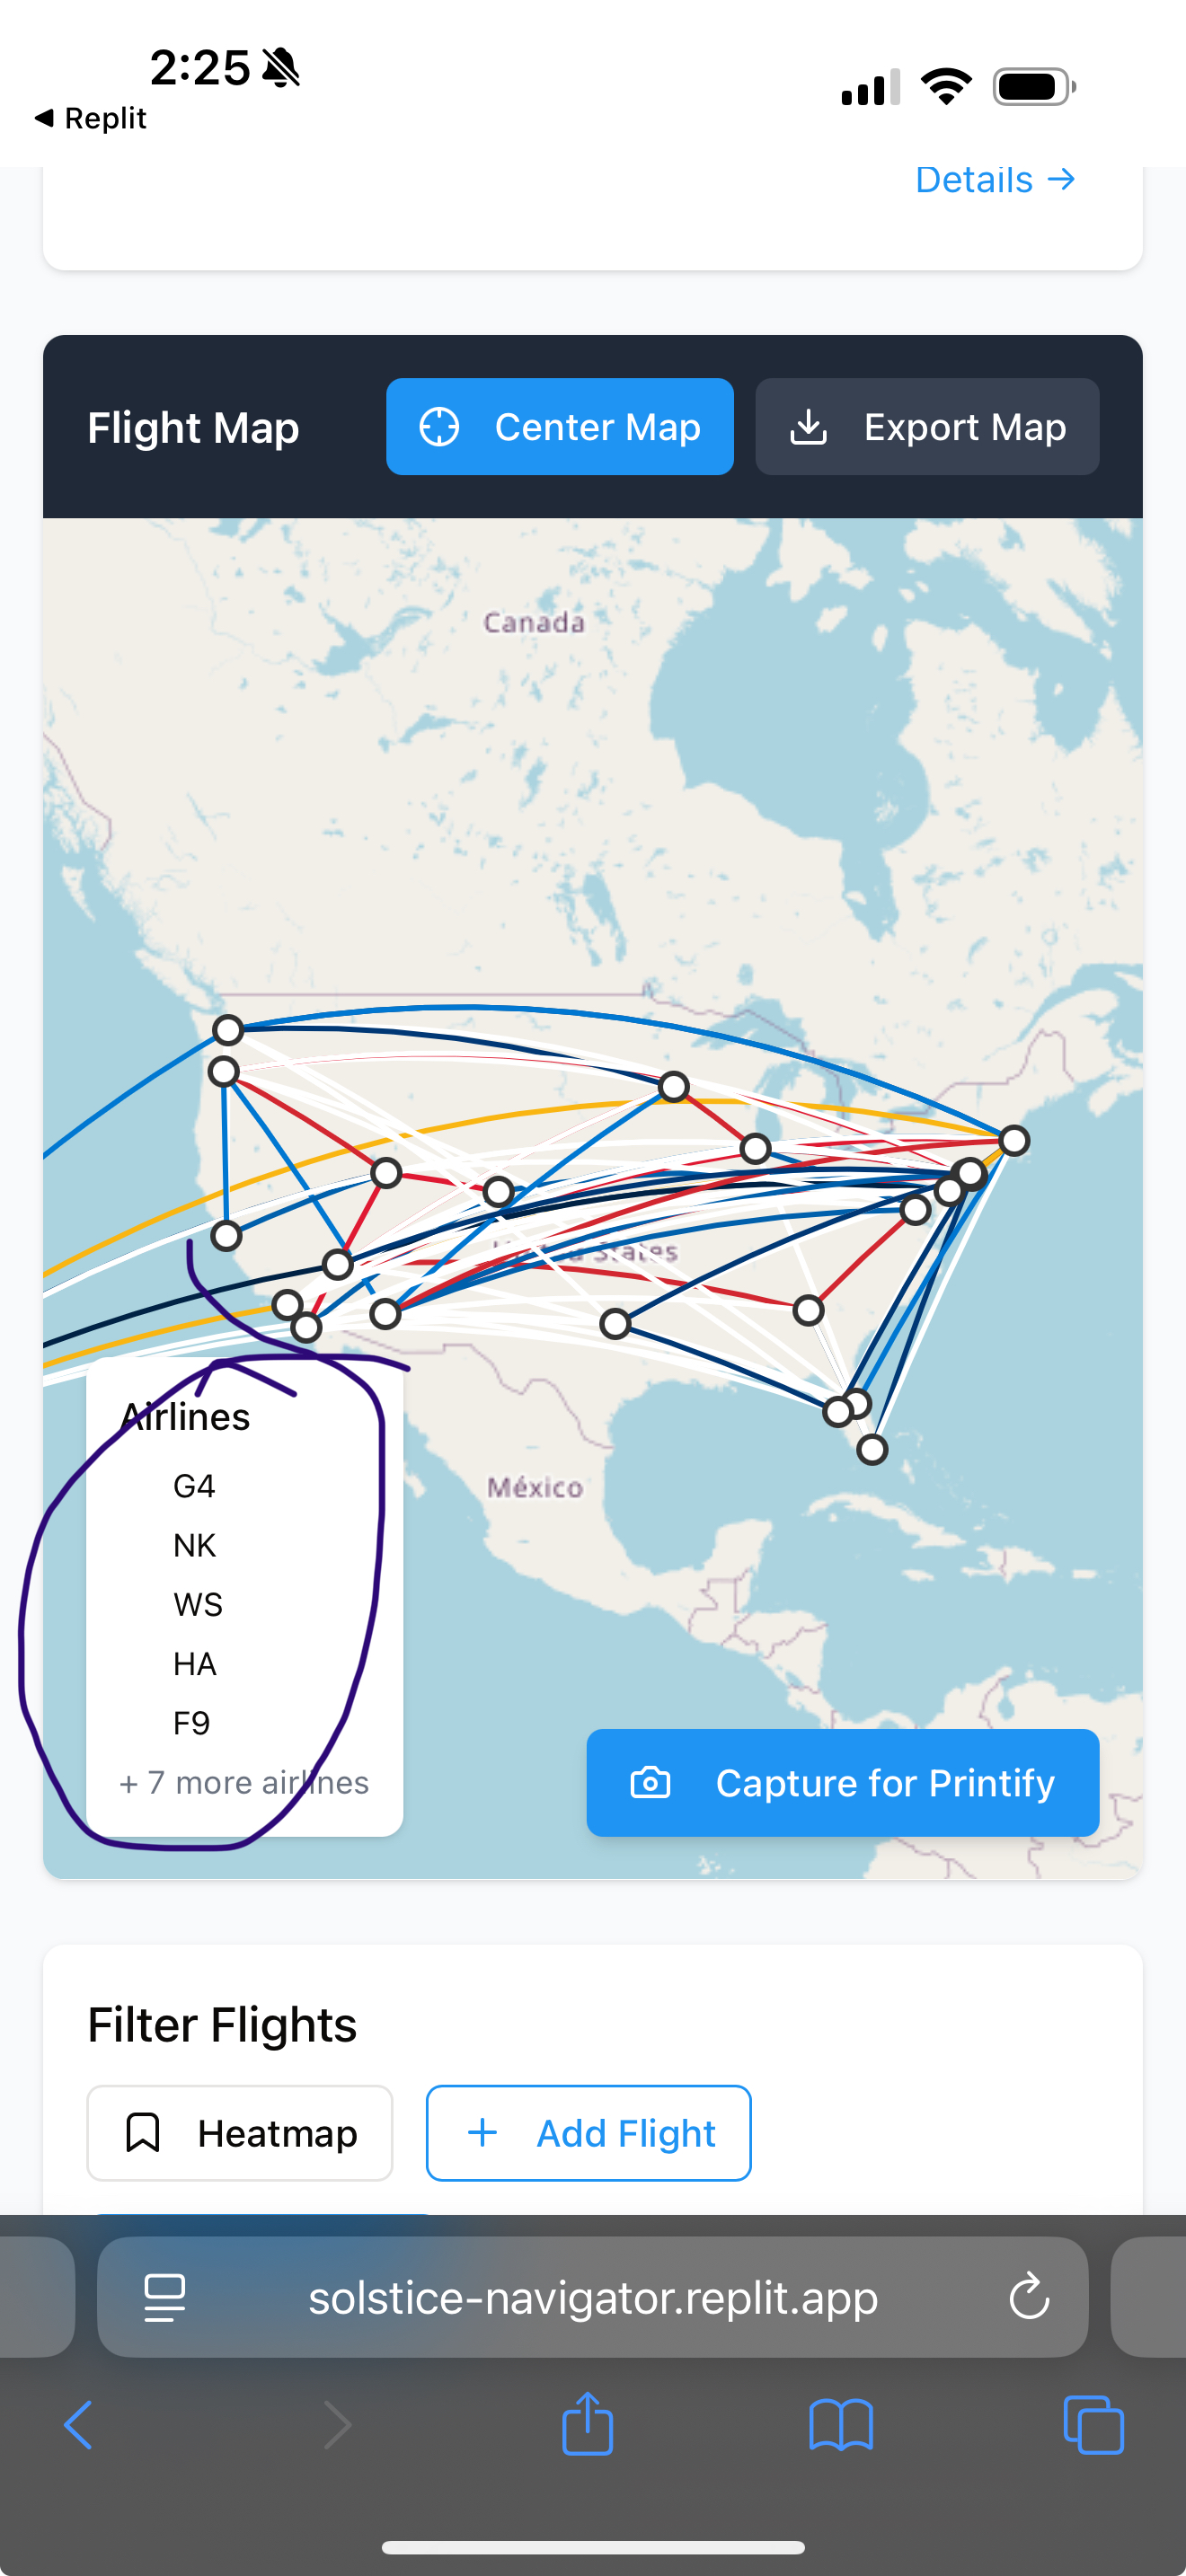 2:25
Replit
Details →
Flight Map
Center Map
Export Map
Canada
United States
México
Airlines
G4
NK
WS
HA
F9
+ 7 more airlines
Capture for Printify
Filter Flights
Heatmap
+ Add Flight
solstice-navigator.replit.app